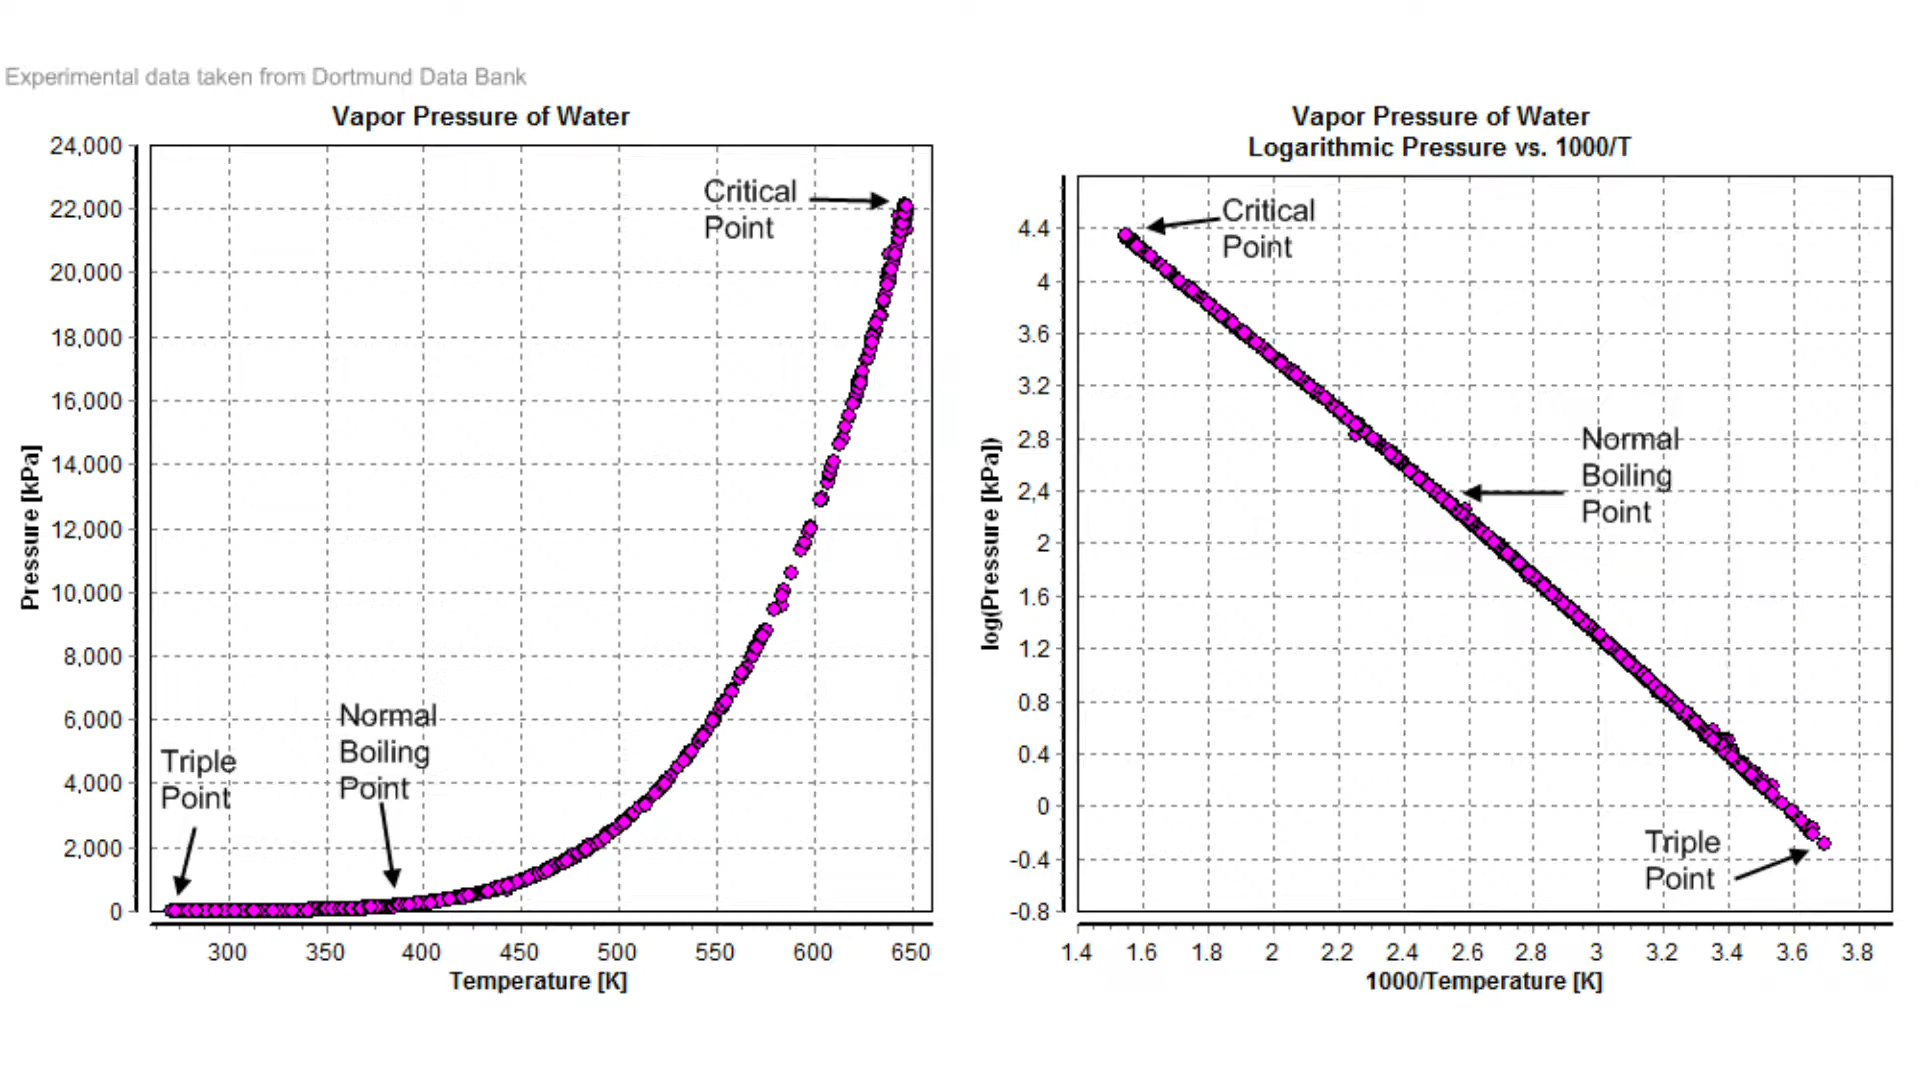 Experimental data taken from Dortmund Data Bank
Vapor Pressure of Water
24,000
22,000
20,000
18,000
16,000
14,000
12,000
10,000
8,000
6,000
4,000
2,000
0
Pressure [kPa]
Critical
Point
Normal
Boiling
Point
Triple
Point
300 350 400 450 500 550 600 650
Temperature [K]
Vapor Pressure of Water
Logarithmic Pressure vs. 1000/T
4.4
4
3.6
3.2
2.8
2.4
2
1.6
1.2
0.8
0.4
0
-0.4
-0.8
log(Pressure [kPa])
Critical
Point
Normal
Boiling
Point
Triple
Point
1.4 1.6 1.8 2 2.2 2.4 2.6 2.8 3 3.2 3.4 3.6 3.8
1000/Temperature [K]